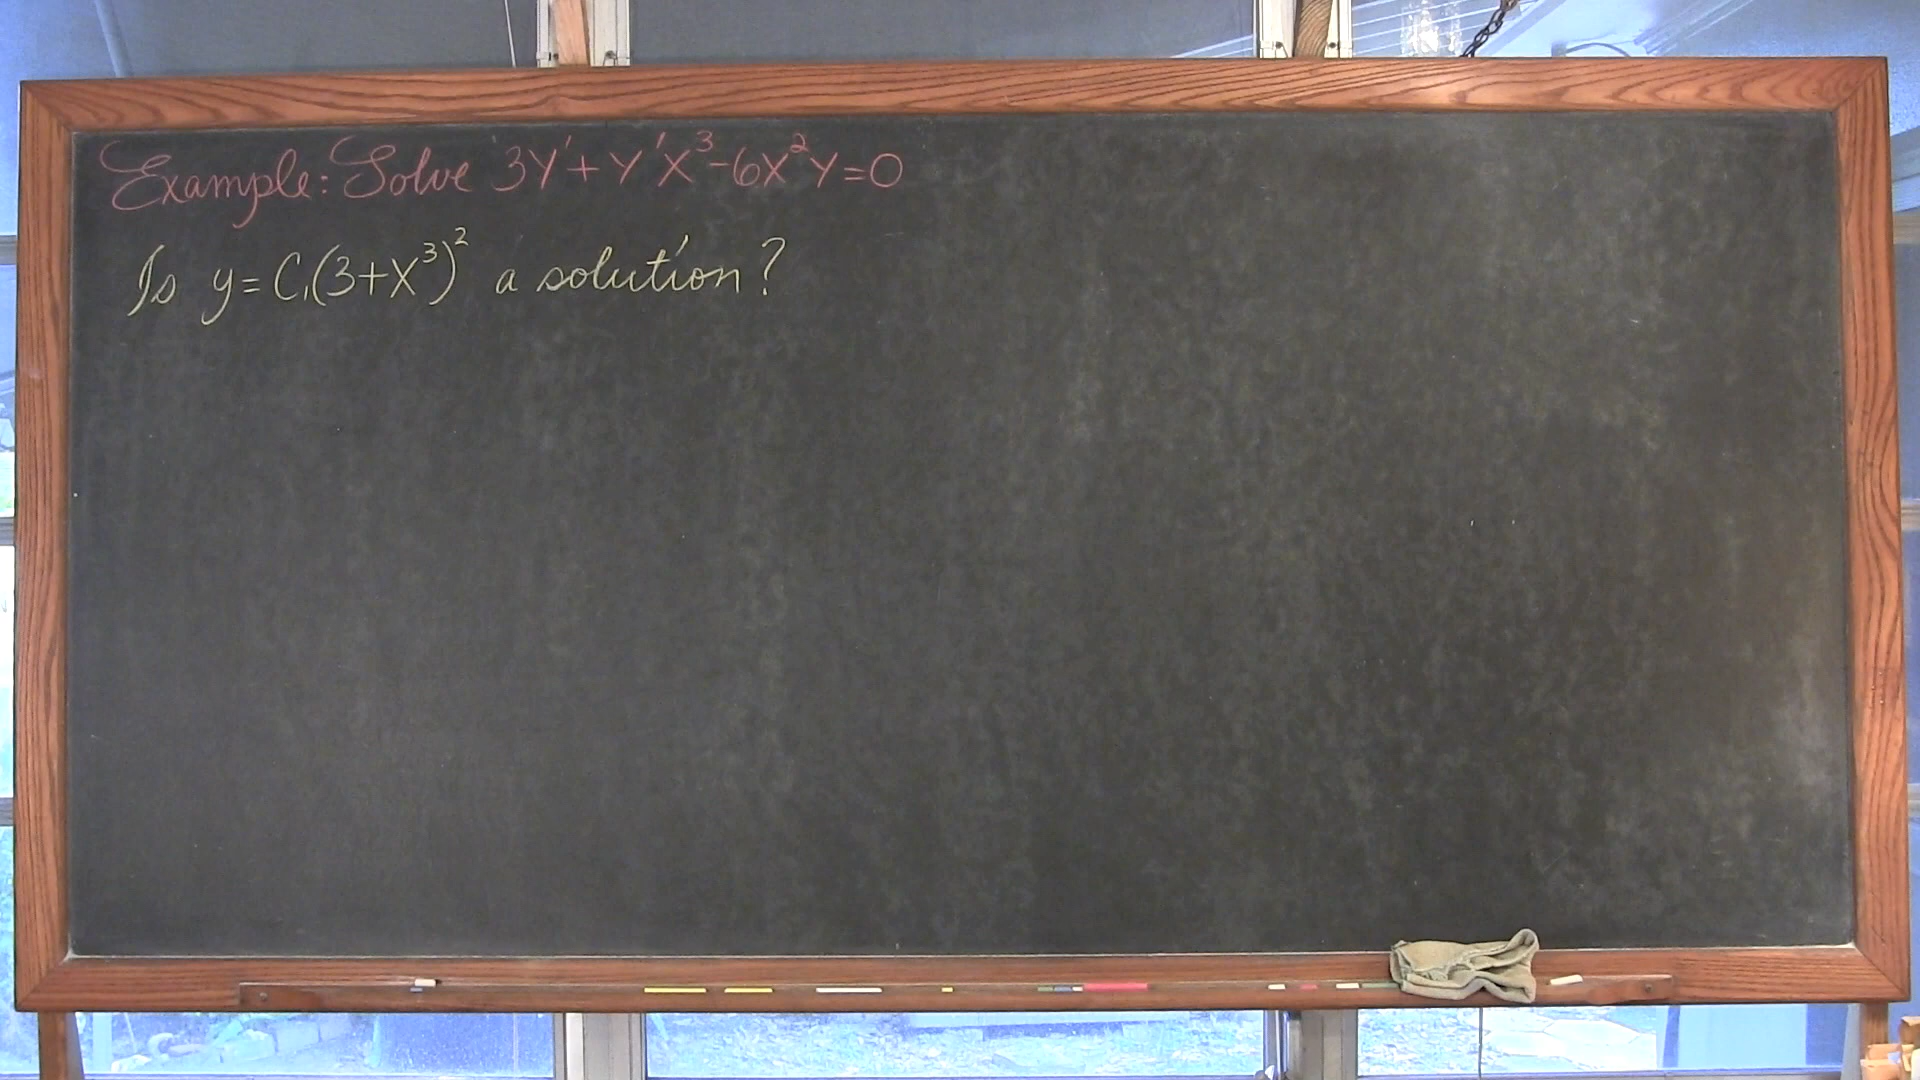 Example: Solve 3y' + y'x³ - 6x²y = 0
Is y = C₁(3+x³)² a solution?